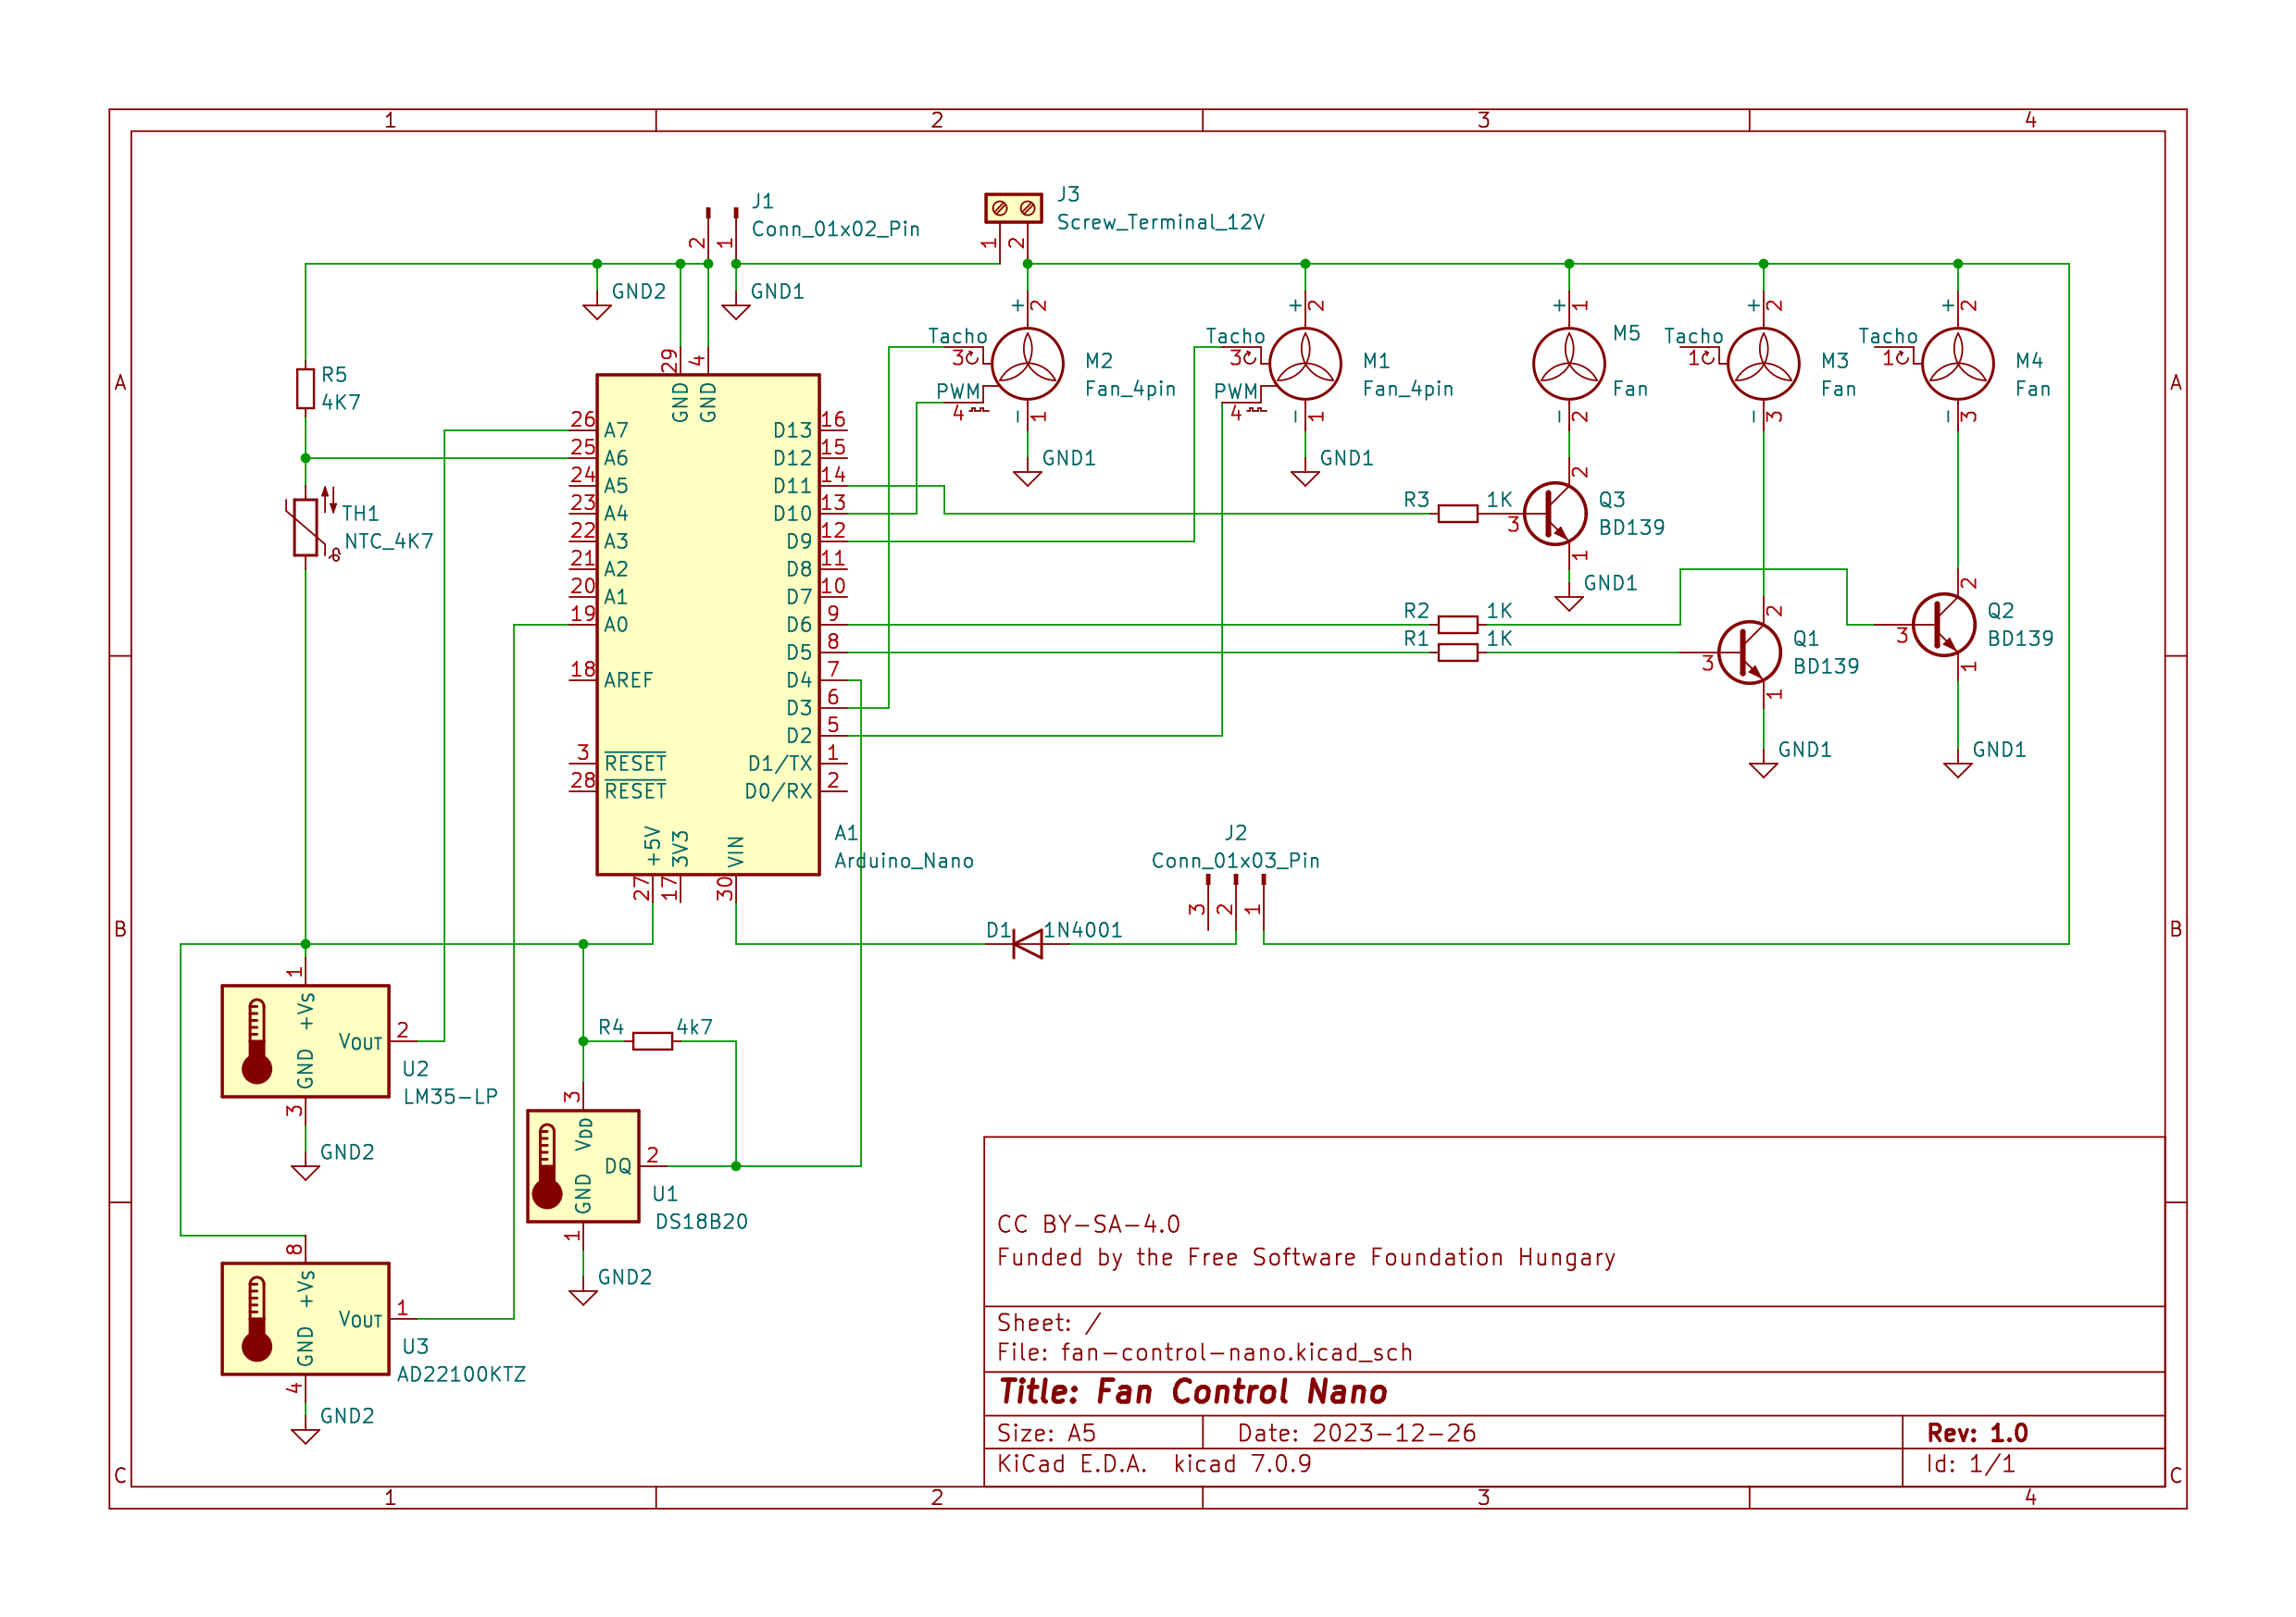 1 2 3 4
A
B
C
A
B
C
1 2 3 4
J1
Conn_01x02_Pin
2 1
J3
Screw_Terminal_12V
1 2
GND2
GND1
R5
4K7
TH1
NTC_4K7
29 4
GND GND
26 A7
25 A6
24 A5
23 A4
22 A3
21 A2
20 A1
19 A0
18 AREF
3 RESET
28 RESET
D13 16
D12 15
D11 14
D10 13
D9 12
D8 11
D7 10
D6 9
D5 8
D4 7
D3 6
D2 5
D1/TX 1
D0/RX 2
+5V 3V3 VIN
27 17 30
A1
Arduino_Nano
+ 2
Tacho
3
PWM
4
- 1
M2
Fan_4pin
GND1
+ 2
Tacho
3
PWM
4
- 1
M1
Fan_4pin
GND1
+ 1
M5
Fan
- 2
+ 2
Tacho
1
M3
Fan
- 3
+ 2
Tacho
1
M4
Fan
- 3
R3 1K
2
3
1
Q3
BD139
GND1
R2 1K
R1 1K
2
3
1
Q1
BD139
GND1
2
3
1
Q2
BD139
GND1
J2
Conn_01x03_Pin
3 2 1
D1 1N4001
1
+Vs
VOUT 2
GND
3
U2
LM35-LP
GND2
R4 4k7
3
VDD
DQ 2
GND
1
U1
DS18B20
GND2
8
+Vs
VOUT 1
GND
4
U3
AD22100KTZ
GND2
CC BY-SA-4.0
Funded by the Free Software Foundation Hungary
Sheet: /
File: fan-control-nano.kicad_sch
Title: Fan Control Nano
Size: A5 Date: 2023-12-26 Rev: 1.0
KiCad E.D.A. kicad 7.0.9 Id: 1/1